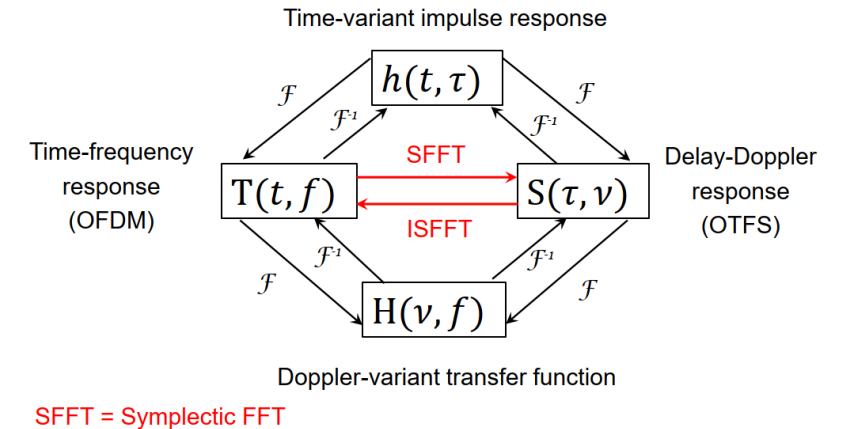 Time-variant impulse response
h(t, τ)
ℱ
ℱ
ℱ-1
ℱ-1
Time-frequency
response
(OFDM)
SFFT
T(t, f)
S(τ, ν)
ISFFT
Delay-Doppler
response
(OTFS)
ℱ-1
ℱ-1
ℱ
ℱ
H(ν, f)
Doppler-variant transfer function
SFFT = Symplectic FFT